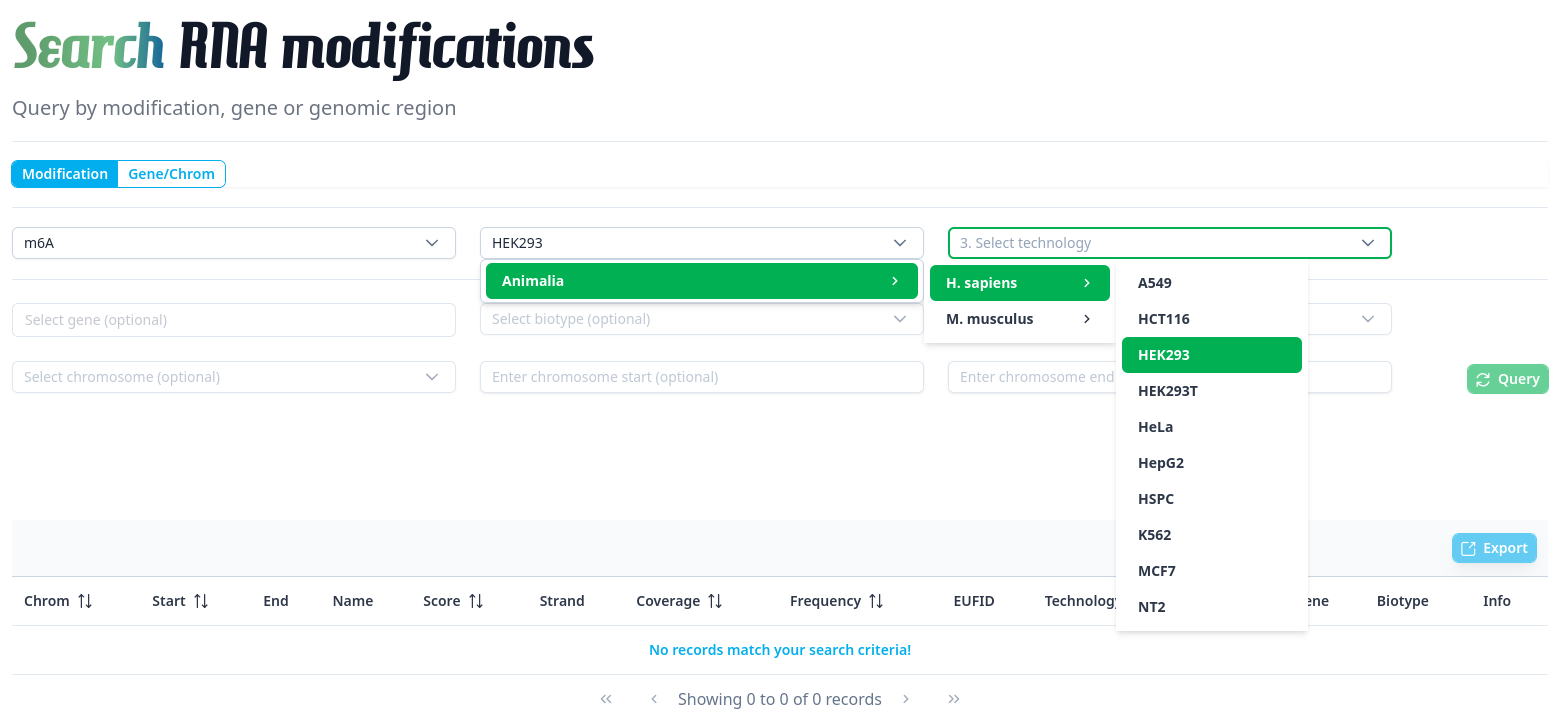 Search RNA modifications
Query by modification, gene or genomic region
Modification Gene/Chrom
m6A HEK293 3. Select technology
Animalia H. sapiens A549
M. musculus HCT116
Select gene (optional) Select biotype (optional)
HEK293
Select chromosome (optional) Enter chromosome start (optional) Enter chromosome end Query
HEK293T
HeLa
HepG2
HSPC
K562
Export
MCF7
Chrom Start End Name Score Strand Coverage Frequency EUFID Technology Biotype Info
NT2
No records match your search criteria!
Showing 0 to 0 of 0 records